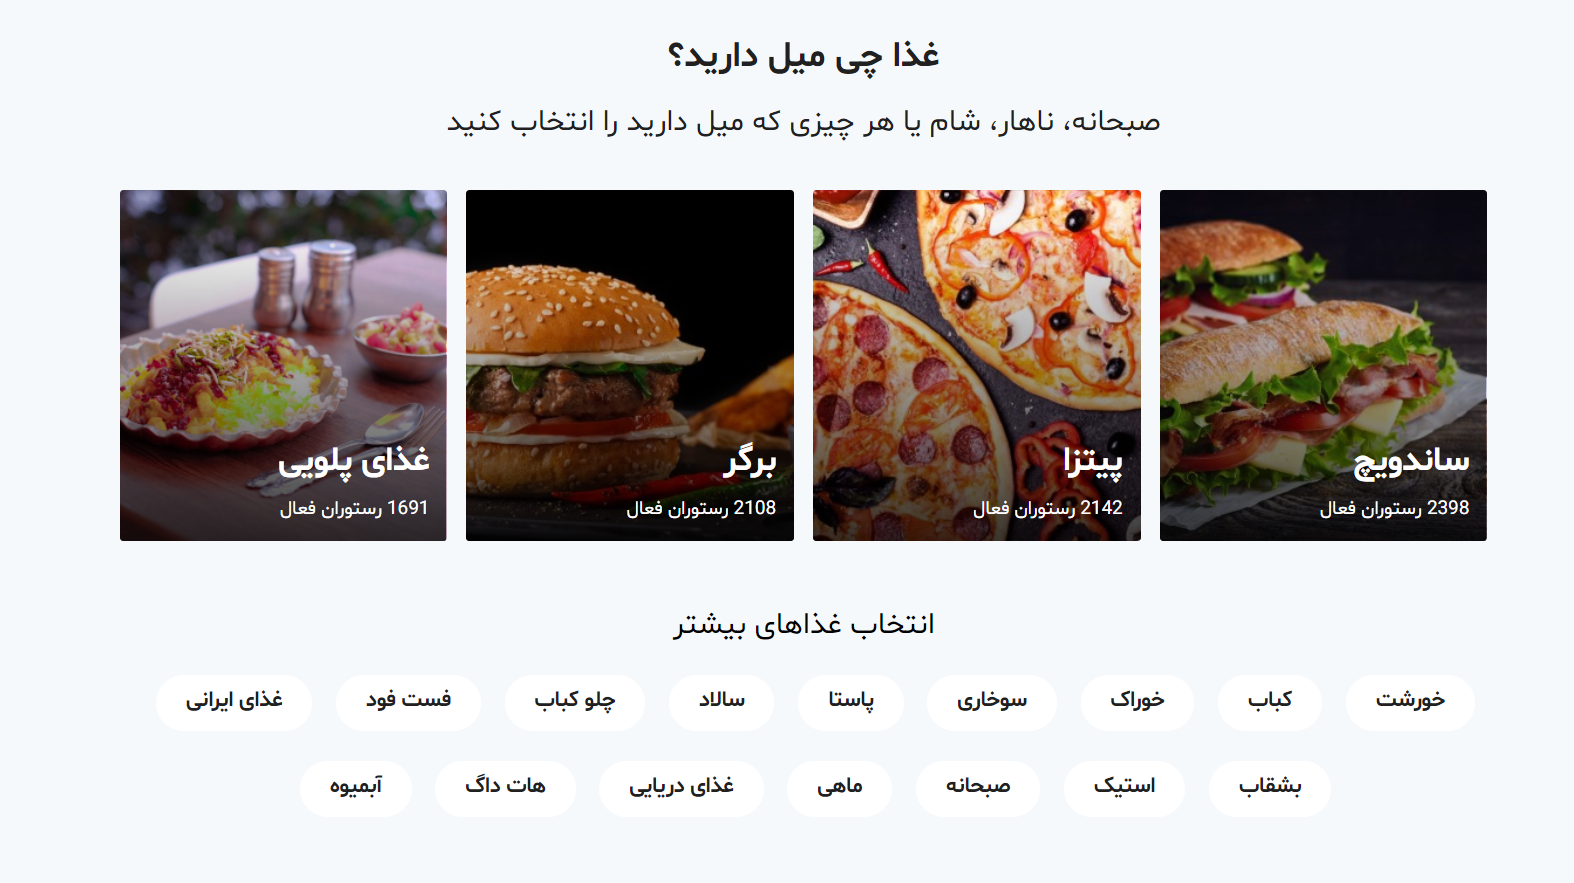 غذا چی میل دارید؟
صبحانه، ناهار، شام یا هر چیزی که میل دارید را انتخاب کنید
ساندویچ
2398 رستوران فعال
پیتزا
2142 رستوران فعال
برگر
2108 رستوران فعال
غذای پلویی
1691 رستوران فعال
انتخاب غذاهای بیشتر
خورشت کباب خوراک سوخاری پاستا سالاد چلو کباب فست فود غذای ایرانی
بشقاب استیک صبحانه ماهی غذای دریایی هات داگ آبمیوه